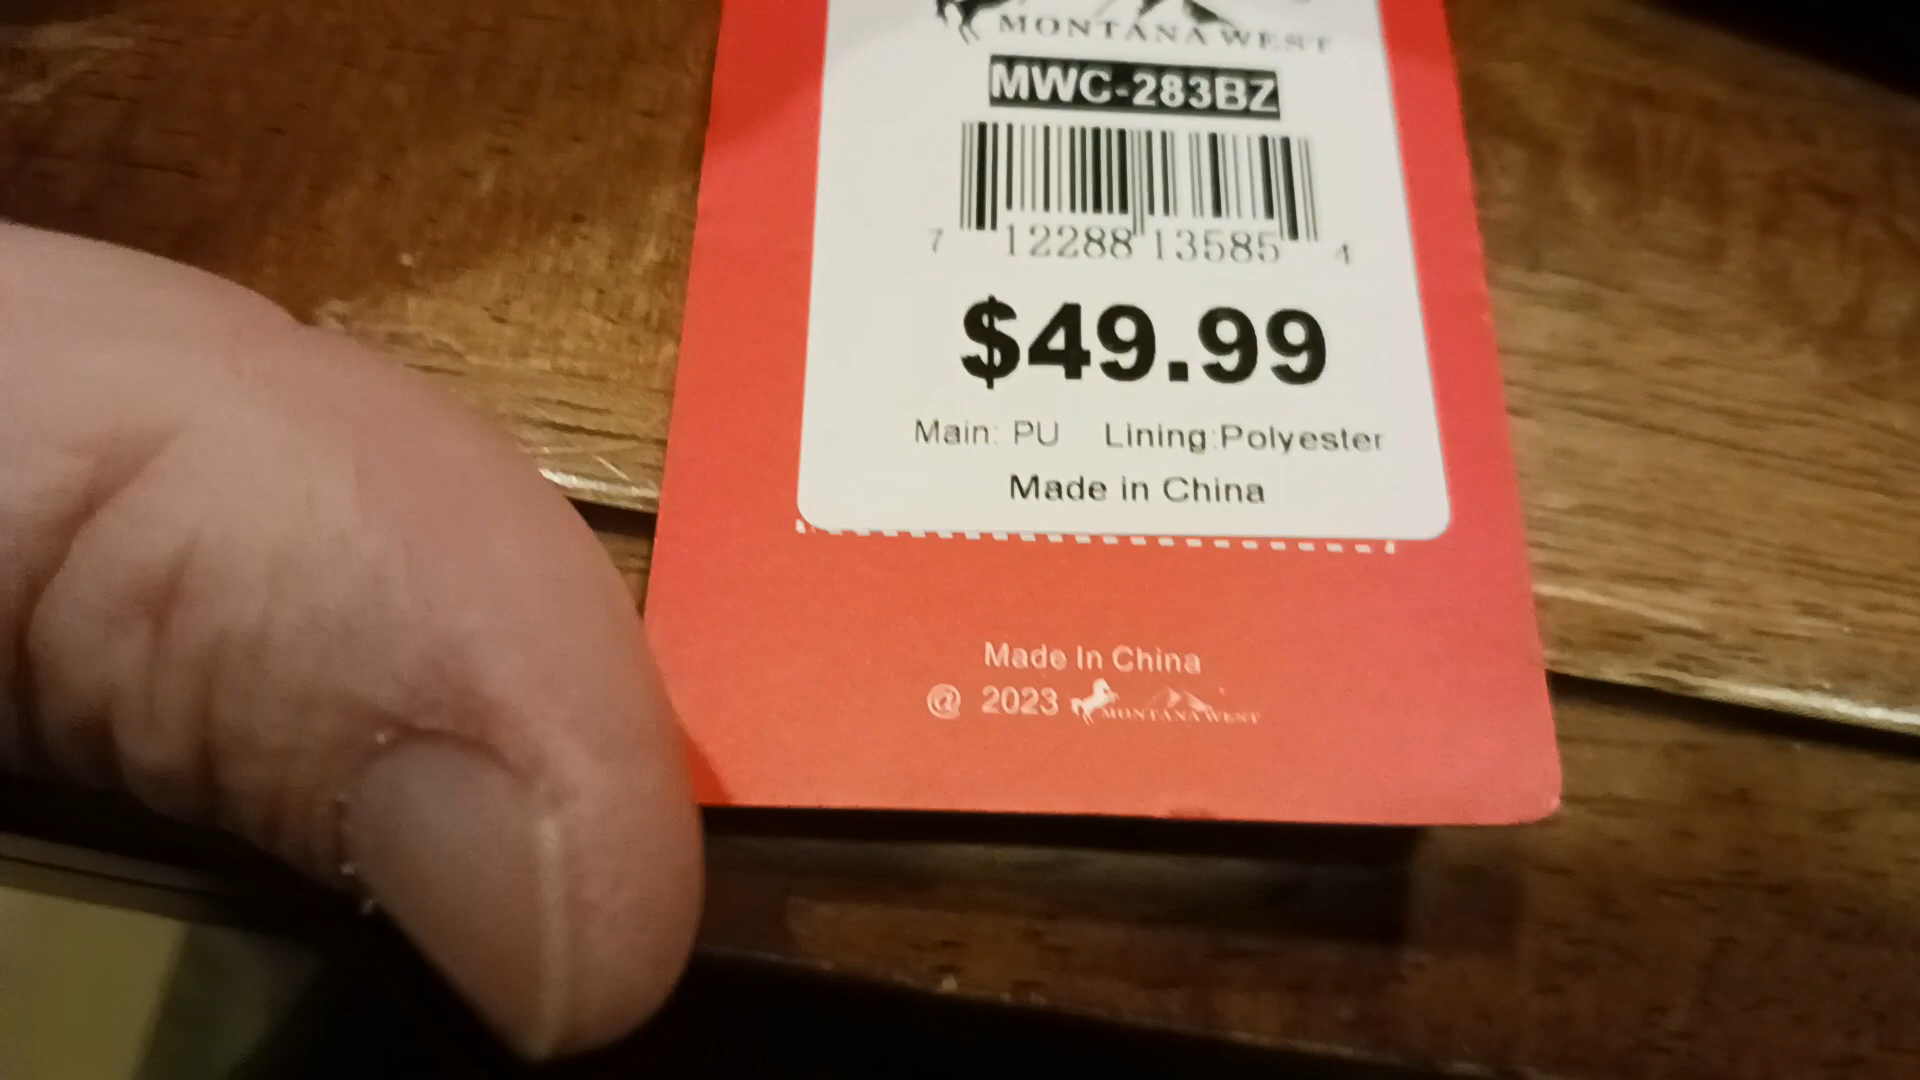 MONTANA WEST
MWC-283BZ
7 12288 13585 4
$49.99
Main: PU Lining:Polyester
Made in China
Made In China
@ 2023 MONTANA WEST